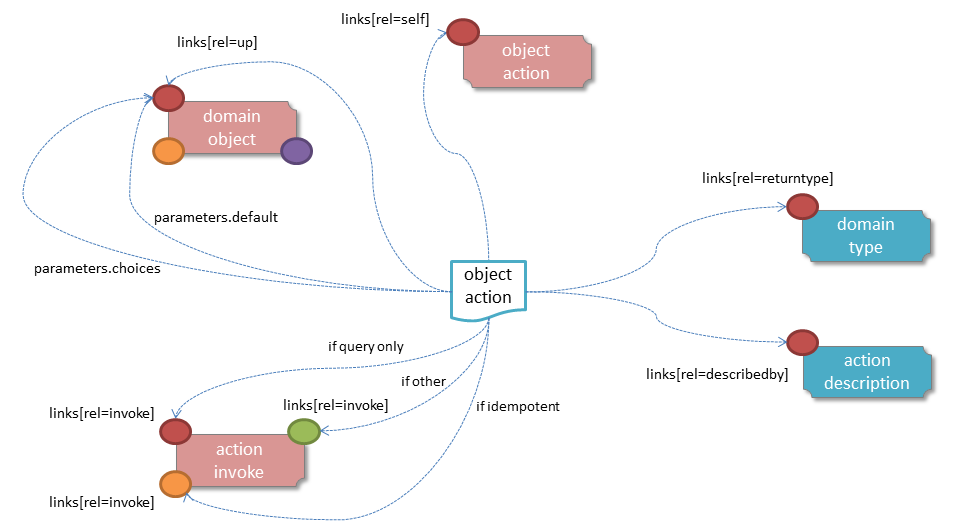 links[rel=self]
links[rel=up]
object
action
domain
object
links[rel=returntype]
parameters.default
domain
type
parameters.choices
object
action
if query only
action
description
links[rel=describedby]
if other
links[rel=invoke]
links[rel=invoke]
if idempotent
action
invoke
links[rel=invoke]